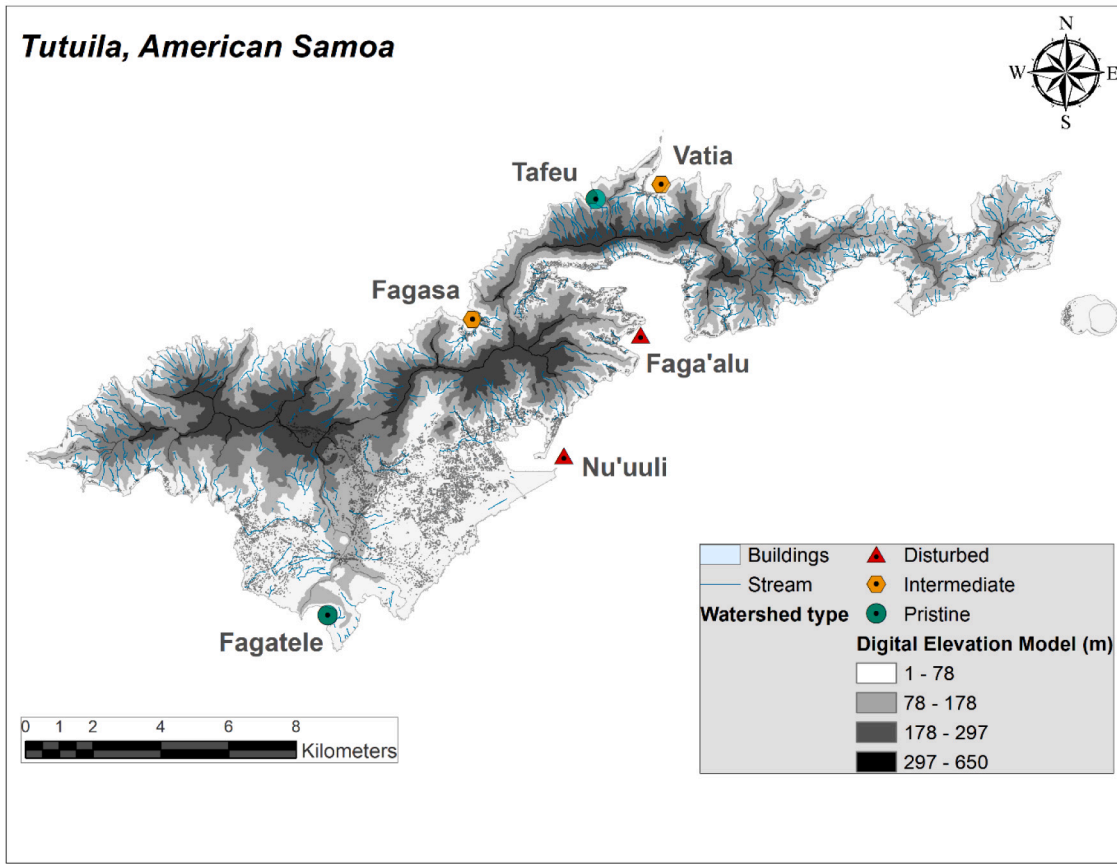 Tutuila, American Samoa
N
W E
S
Vatia
Tafeu
Fagasa
Faga'alu
Nu'uuli
Fagatele
Buildings
Stream
Watershed type
Disturbed
Intermediate
Pristine
Digital Elevation Model (m)
1 - 78
78 - 178
178 - 297
297 - 650
0 1 2 4 6 8
Kilometers